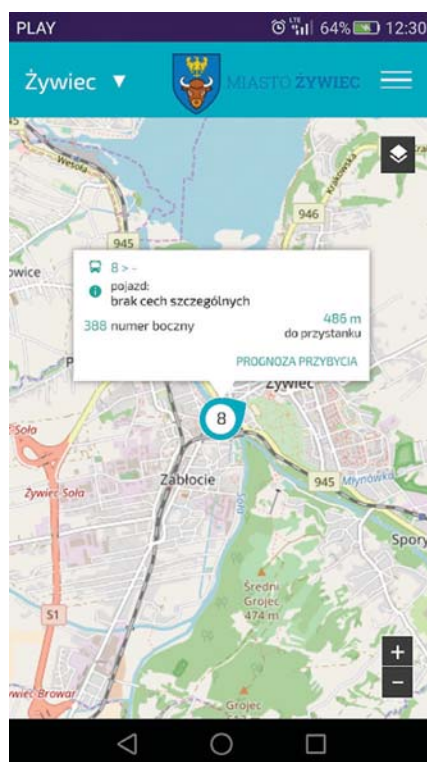 PLAY
LTE 64% 12:30
Żywiec ▼
MIASTO ŻYWIEC
Wesoła
Krakowska
946
945
8 > -
pojazd:
brak cech szczególnych
388 numer boczny
486 m
do przystanku
PROGNOZA PRZYBYCIA
owice
P
Żywiec
8
Soła
Zabłocie
945
Młynówka
Żywiec Soła
Soła
Spory
Średni
Grojec
474 m
S1
+
-
ywiec Browar
Grojec